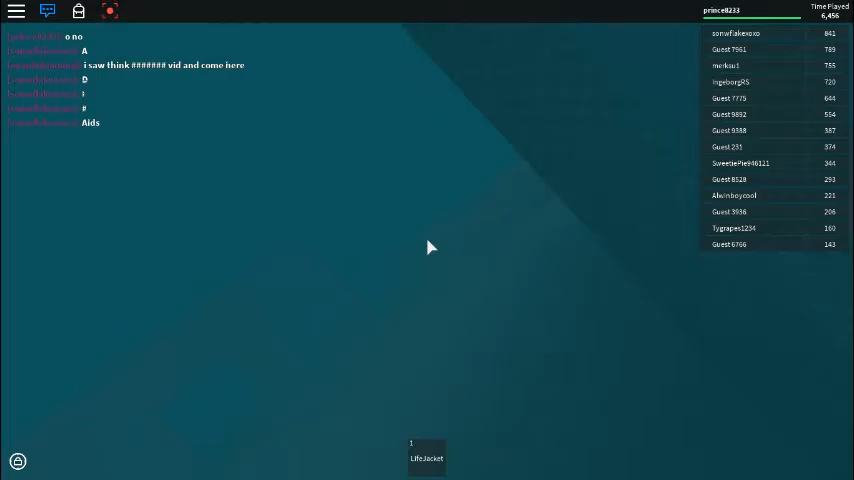 prince8233
Time Played
6,456
o no
A
i saw think ####### vid and come here
D
#
Aids
sonwflakexoxo 841
Guest 7961 789
merksu1 755
IngeborgRS 720
Guest 7775 644
Guest 9892 554
Guest 9388 387
Guest 231 374
SweetiePie946121 344
Guest 8528 293
Alwinboycool 221
Guest 3936 206
Tygrapes1234 160
Guest 6766 143
1
LifeJacket